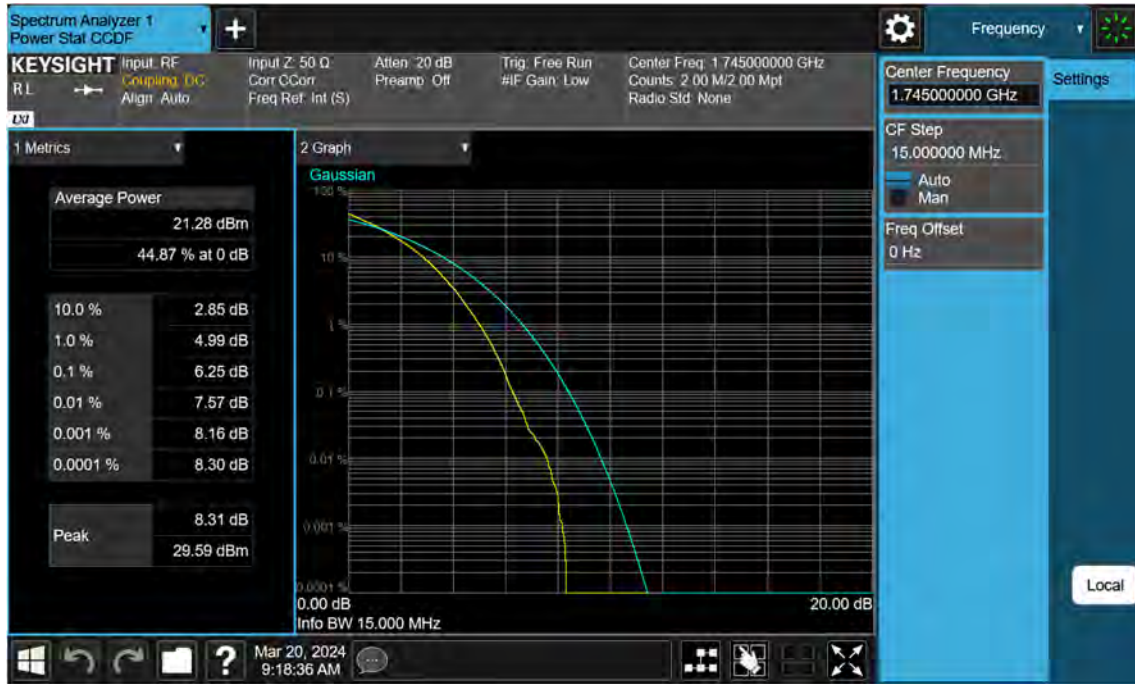 Spectrum Analyzer 1
Power Stat CCDF
Frequency
KEYSIGHT
RL
LXI
Input: RF
Coupling: DC
Align: Auto
Input Z: 50 Ω
Corr CCorr
Freq Ref: Int (S)
Atten: 20 dB
Preamp: Off
Trig: Free Run
#IF Gain: Low
Center Freq: 1.745000000 GHz
Counts: 2.00 M/2.00 Mpt
Radio Std: None
Center Frequency
1.745000000 GHz
Settings
CF Step
15.000000 MHz
Auto
Man
Freq Offset
0 Hz
Local
1 Metrics
Average Power
21.28 dBm
44.87 % at 0 dB
10.0 % 2.85 dB
1.0 % 4.99 dB
0.1 % 6.25 dB
0.01 % 7.57 dB
0.001 % 8.16 dB
0.0001 % 8.30 dB
Peak 8.31 dB
29.59 dBm
2 Graph
Gaussian
100 %
10 %
1 %
0.1 %
0.01 %
0.001 %
0.0001 %
0.00 dB 20.00 dB
Info BW 15.000 MHz
?
Mar 20, 2024
9:18:36 AM